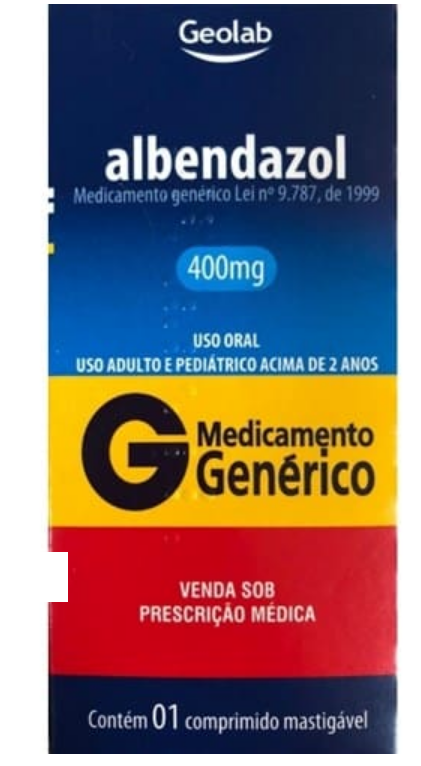 Geolab
albendazol
Medicamento genérico Lei nº 9.787, de 1999
400mg
USO ORAL
USO ADULTO E PEDIÁTRICO ACIMA DE 2 ANOS
G Medicamento
Genérico
VENDA SOB
PRESCRIÇÃO MÉDICA
Contém 01 comprimido mastigável